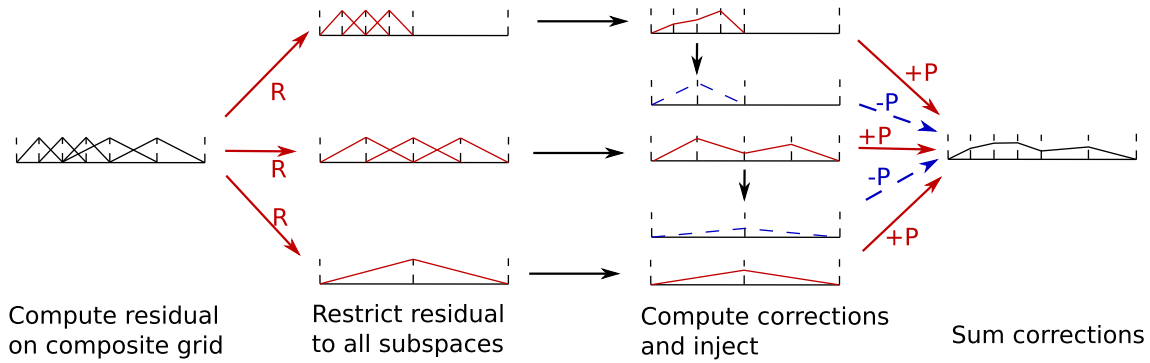 R
R
R
+P
-P
+P
-P
+P
Compute residual
on composite grid
Restrict residual
to all subspaces
Compute corrections
and inject
Sum corrections